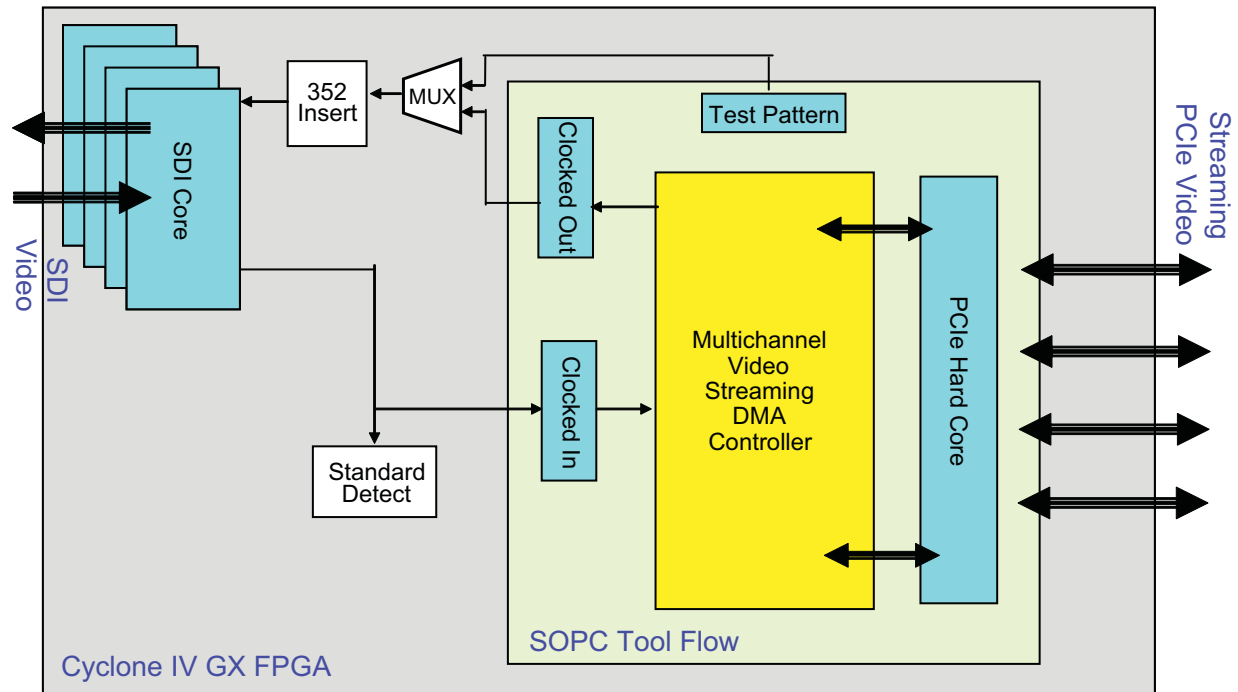 352
Insert
MUX
Test Pattern
Clocked Out
SDI Core
SDI
Video
Streaming
PCIe Video
Multichannel
Video
Streaming
DMA
Controller
PCIe Hard Core
Clocked In
Standard
Detect
SOPC Tool Flow
Cyclone IV GX FPGA